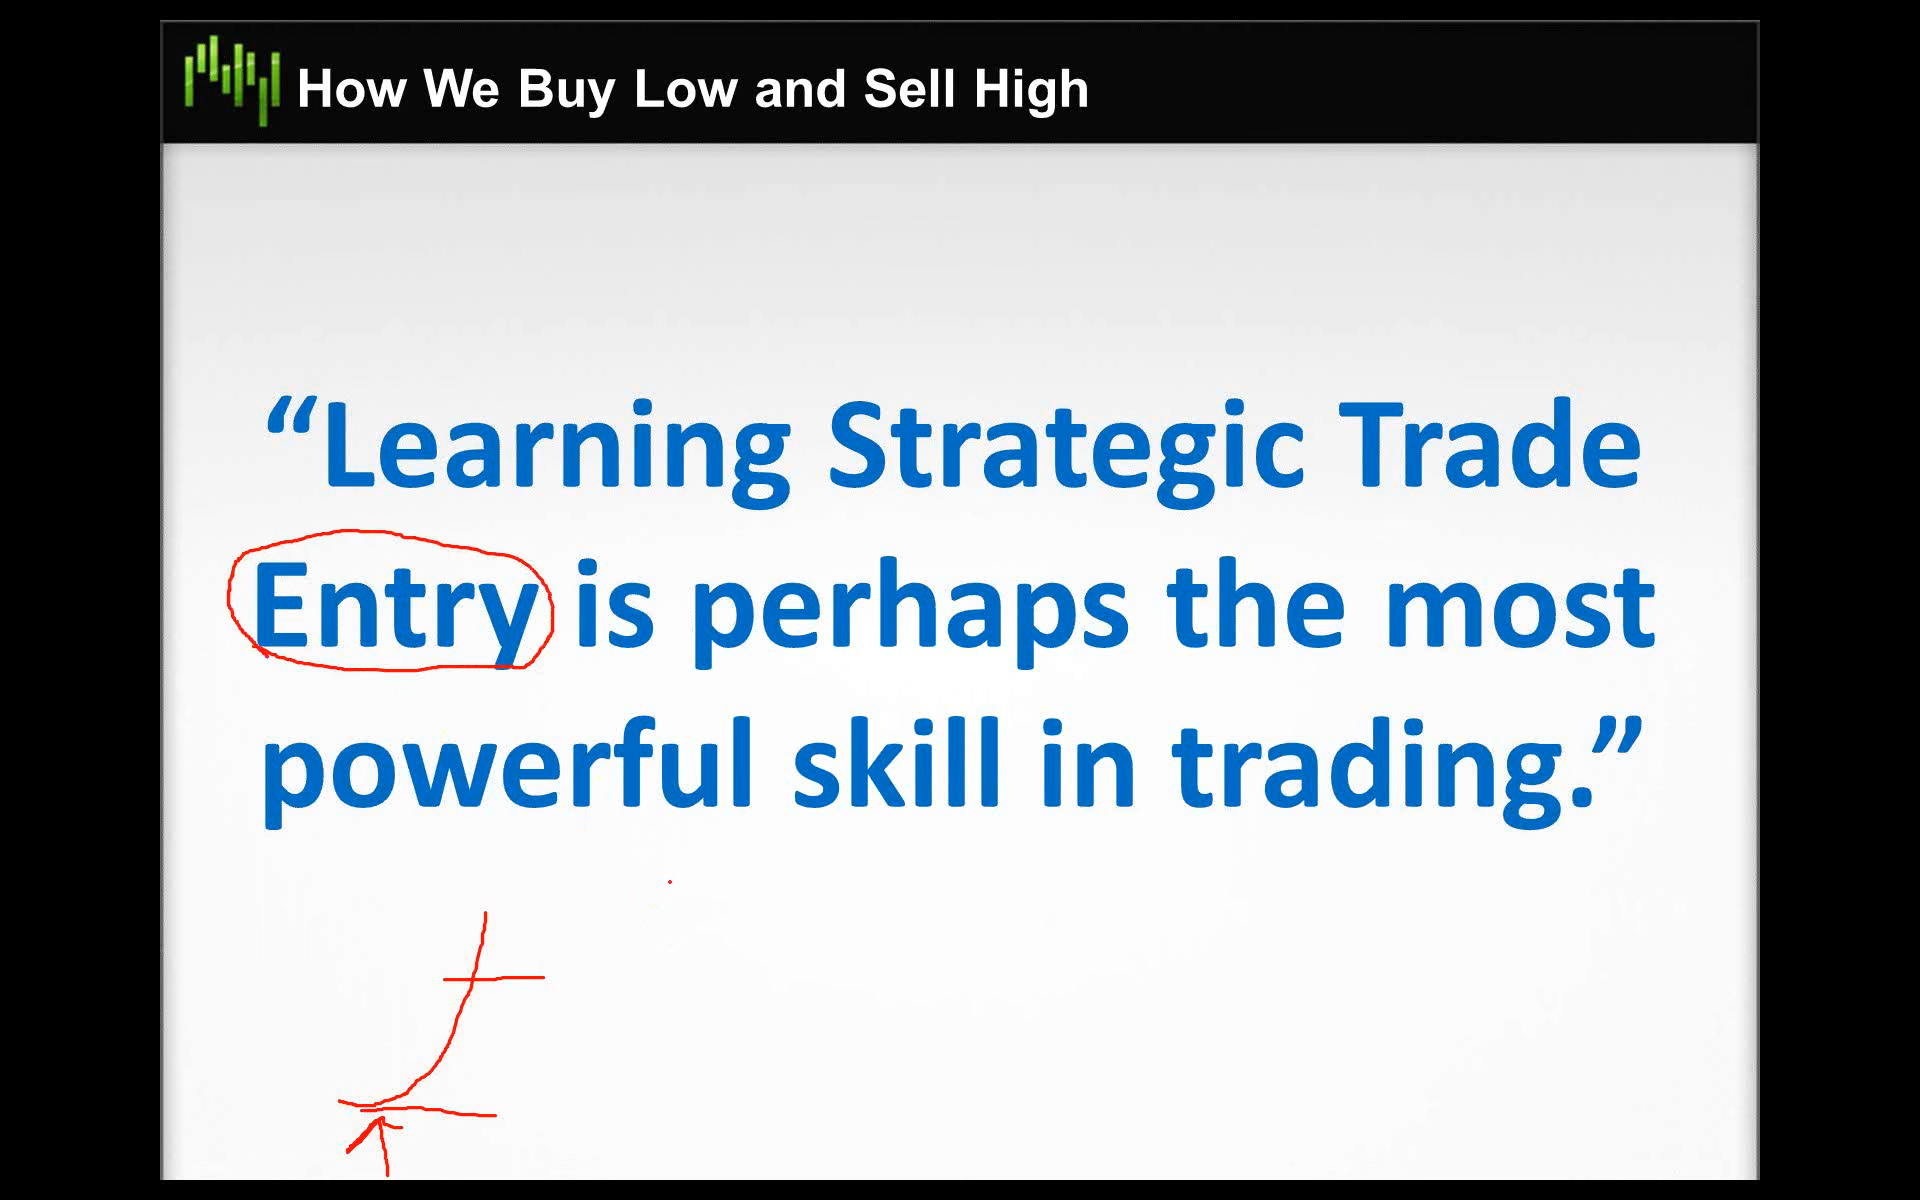 How We Buy Low and Sell High
“Learning Strategic Trade
Entry is perhaps the most
powerful skill in trading.”